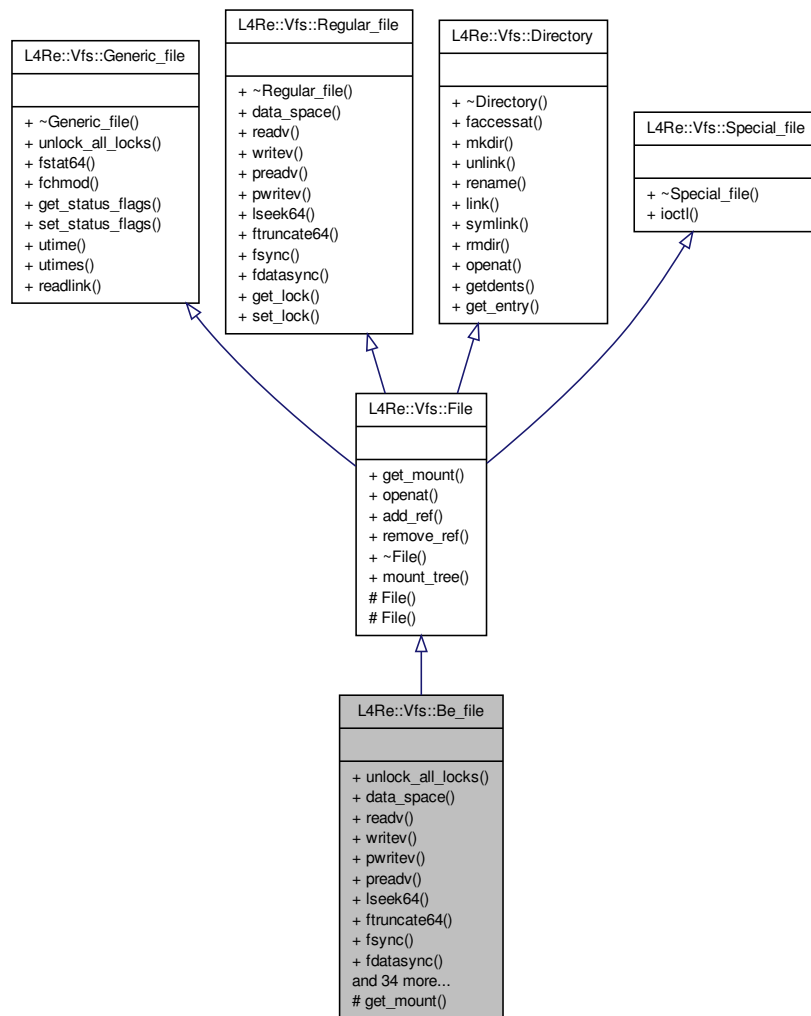 L4Re::Vfs::Generic_file
+ ~Generic_file()
+ unlock_all_locks()
+ fstat64()
+ fchmod()
+ get_status_flags()
+ set_status_flags()
+ utime()
+ utimes()
+ readlink()
L4Re::Vfs::Regular_file
+ ~Regular_file()
+ data_space()
+ readv()
+ writev()
+ preadv()
+ pwritev()
+ lseek64()
+ ftruncate64()
+ fsync()
+ fdatasync()
+ get_lock()
+ set_lock()
L4Re::Vfs::Directory
+ ~Directory()
+ faccessat()
+ mkdir()
+ unlink()
+ rename()
+ link()
+ symlink()
+ rmdir()
+ openat()
+ getdents()
+ get_entry()
L4Re::Vfs::Special_file
+ ~Special_file()
+ ioctl()
L4Re::Vfs::File
+ get_mount()
+ openat()
+ add_ref()
+ remove_ref()
+ ~File()
+ mount_tree()
# File()
# File()
L4Re::Vfs::Be_file
+ unlock_all_locks()
+ data_space()
+ readv()
+ writev()
+ pwritev()
+ preadv()
+ lseek64()
+ ftruncate64()
+ fsync()
+ fdatasync()
and 34 more...
# get_mount()